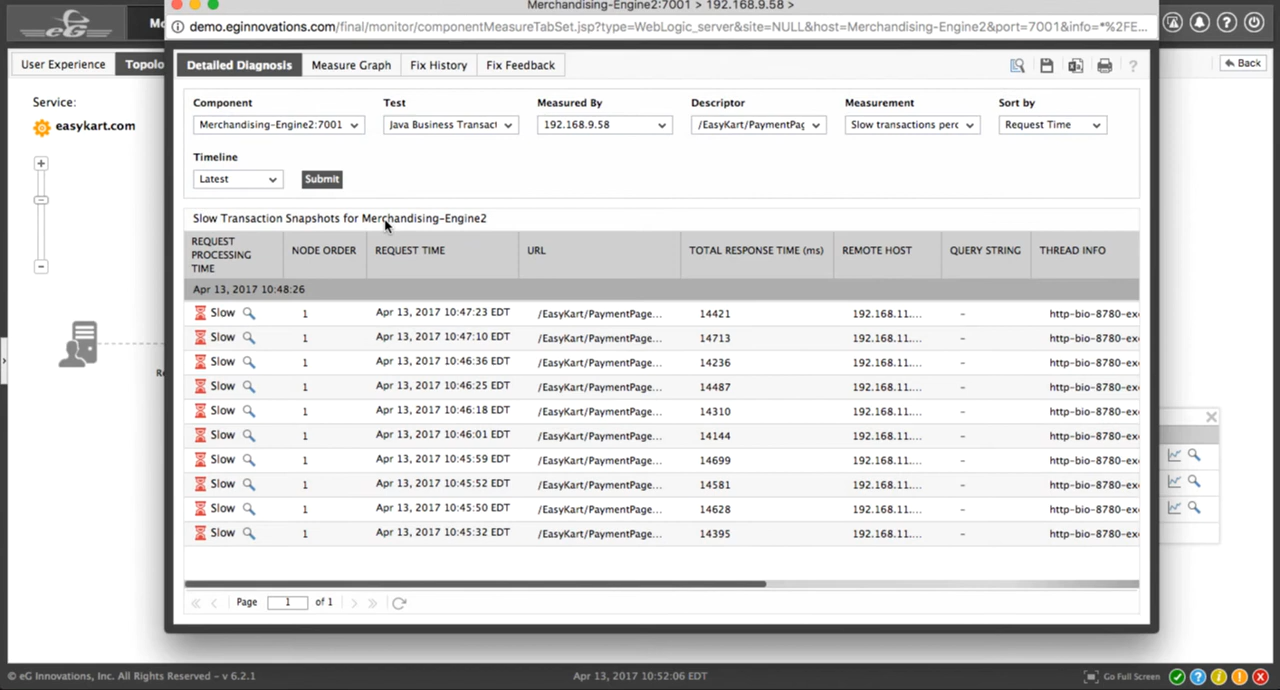 Merchandising-Engine2:7001 > 192.168.9.58 >
demo.eginnovations.com/final/monitor/componentMeasureTabSet.jsp?type=WebLogic_server&site=NULL&host=Merchandising-Engine2&port=7001&info=*%2FE...
eG
Mo
User Experience
Topolo
Back
Service:
easykart.com
Detailed Diagnosis Measure Graph Fix History Fix Feedback
Component Test Measured By Descriptor Measurement Sort by
Merchandising-Engine2:7001 Java Business Transact 192.168.9.58 /EasyKart/PaymentPag Slow transactions perc Request Time
Timeline
Latest Submit
Slow Transaction Snapshots for Merchandising-Engine2
REQUEST PROCESSING TIME NODE ORDER REQUEST TIME URL TOTAL RESPONSE TIME (ms) REMOTE HOST QUERY STRING THREAD INFO
Apr 13, 2017 10:48:26
Slow 1 Apr 13, 2017 10:47:23 EDT /EasyKart/PaymentPage... 14421 192.168.11.... - http-bio-8780-ex
Slow 1 Apr 13, 2017 10:47:10 EDT /EasyKart/PaymentPage... 14713 192.168.11.... - http-bio-8780-ex
Slow 1 Apr 13, 2017 10:46:36 EDT /EasyKart/PaymentPage... 14236 192.168.11.... - http-bio-8780-ex
Slow 1 Apr 13, 2017 10:46:25 EDT /EasyKart/PaymentPage... 14487 192.168.11.... - http-bio-8780-ex
Slow 1 Apr 13, 2017 10:46:18 EDT /EasyKart/PaymentPage... 14310 192.168.11.... - http-bio-8780-ex
Slow 1 Apr 13, 2017 10:46:01 EDT /EasyKart/PaymentPage... 14144 192.168.11.... - http-bio-8780-ex
Slow 1 Apr 13, 2017 10:45:59 EDT /EasyKart/PaymentPage... 14699 192.168.11.... - http-bio-8780-ex
Slow 1 Apr 13, 2017 10:45:52 EDT /EasyKart/PaymentPage... 14581 192.168.11.... - http-bio-8780-ex
Slow 1 Apr 13, 2017 10:45:50 EDT /EasyKart/PaymentPage... 14628 192.168.11.... - http-bio-8780-ex
Slow 1 Apr 13, 2017 10:45:32 EDT /EasyKart/PaymentPage... 14395 192.168.11.... - http-bio-8780-ex
Page 1 of 1
© eG Innovations, Inc. All Rights Reserved - v 6.2.1 Apr 13, 2017 10:52:06 EDT Go Full Screen